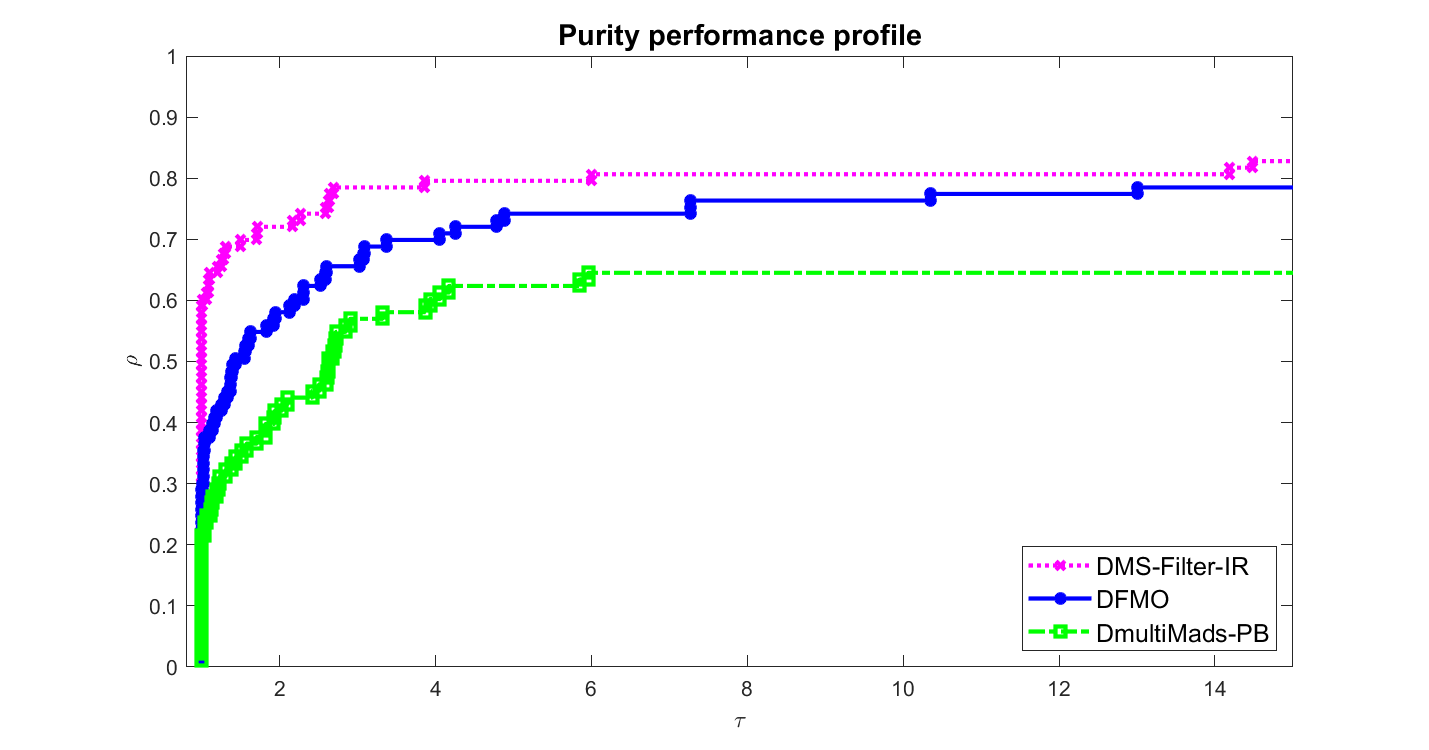 Purity performance profile
1
0.9
0.8
0.7
0.6
0.5
0.4
0.3
0.2
0.1
0
ρ
2 4 6 8 10 12 14
τ
DMS-Filter-IR
DFMO
DmultiMads-PB